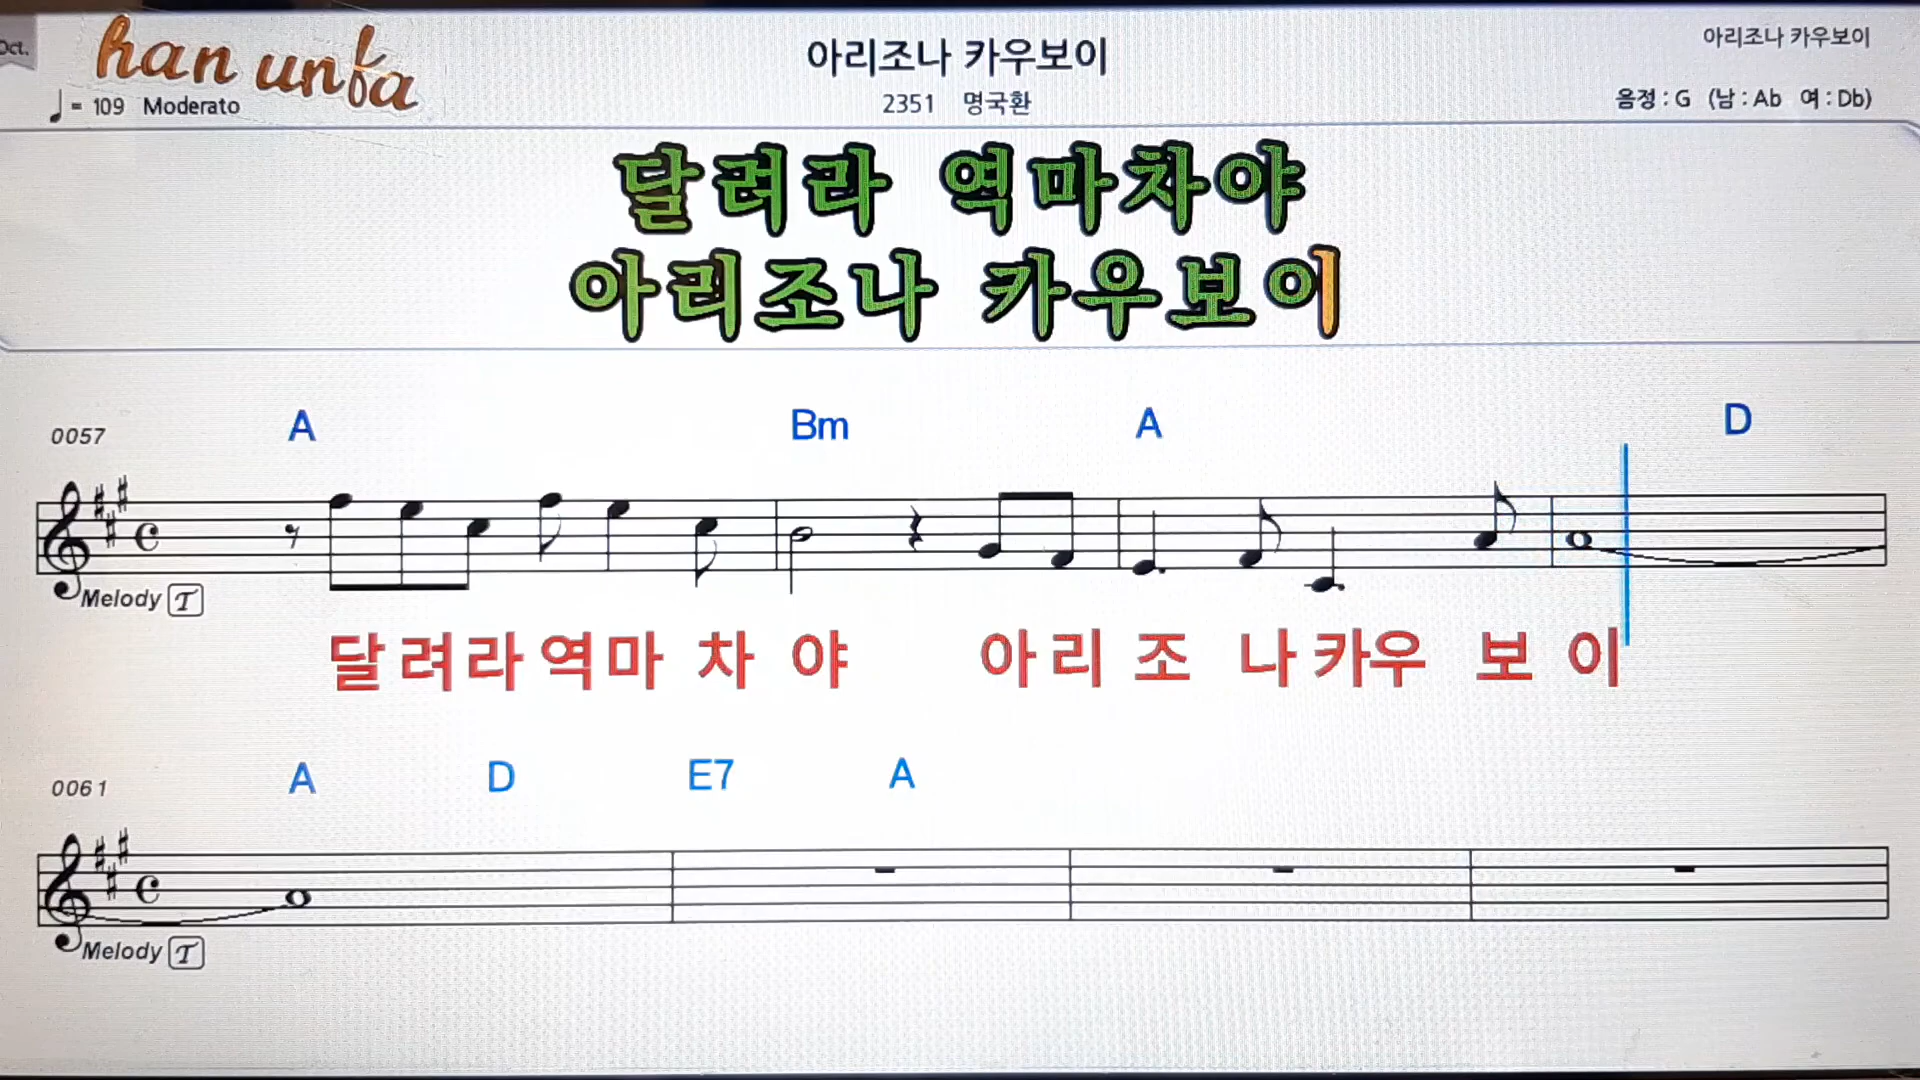 Oct.
han unfa
아리조나 카우보이
아리조나 카우보이
♩ = 109 Moderato
2351 명국환
음정 : G (남 : Ab 여 : Db)
달려라 역마차야
아리조나 카우보이
A Bm A D
0057
Melody T
달 려 라 역 마 차 야 아 리 조 나 카우 보 이
A D E7 A
0061
Melody T